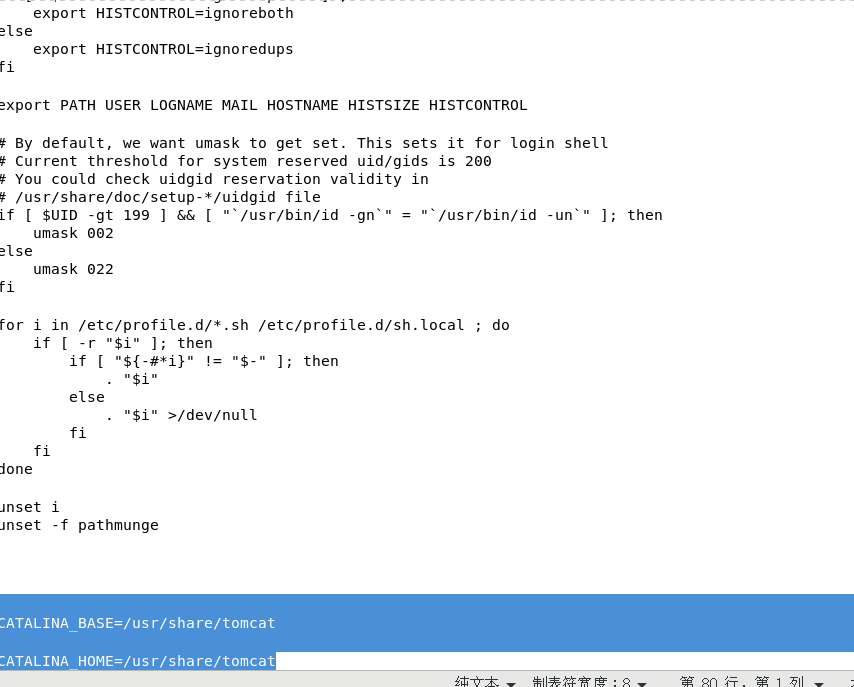 export HISTCONTROL=ignoreboth
else
    export HISTCONTROL=ignoredups
fi
export PATH USER LOGNAME MAIL HOSTNAME HISTSIZE HISTCONTROL
# By default, we want umask to get set. This sets it for login shell
# Current threshold for system reserved uid/gids is 200
# You could check uidgid reservation validity in
# /usr/share/doc/setup-*/uidgid file
if [ $UID -gt 199 ] && [ "`/usr/bin/id -gn`" = "`/usr/bin/id -un`" ]; then
    umask 002
else
    umask 022
fi
for i in /etc/profile.d/*.sh /etc/profile.d/sh.local ; do
    if [ -r "$i" ]; then
        if [ "${-#*i}" != "$-" ]; then
            . "$i"
        else
            . "$i" >/dev/null
        fi
    fi
done
unset i
unset -f pathmunge
CATALINA_BASE=/usr/share/tomcat
CATALINA_HOME=/usr/share/tomcat
纯文本 制表符宽度：8 第 80 行，第 1 列